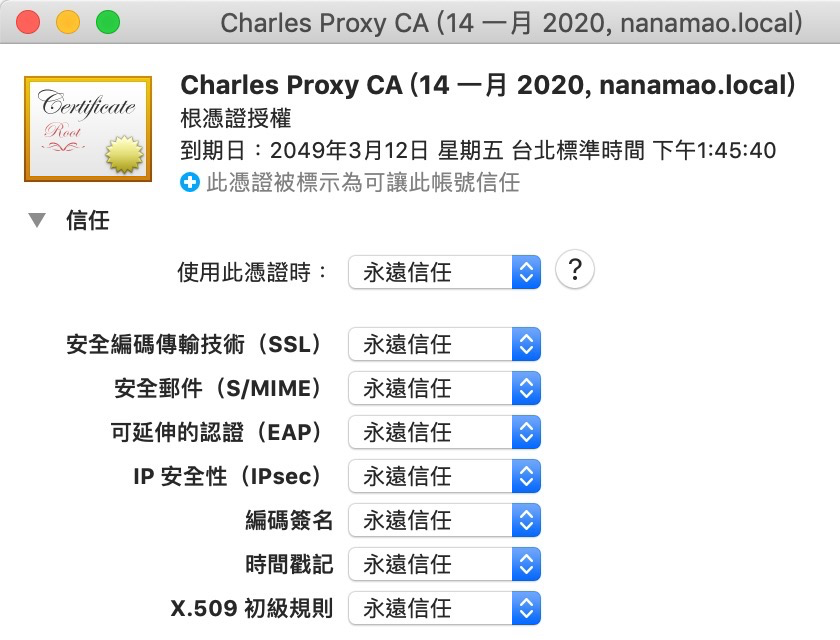 Charles Proxy CA (14 一月 2020, nanamao.local)
Certificate
Root
Charles Proxy CA (14 一月 2020, nanamao.local)
根憑證授權
到期日：2049年3月12日 星期五 台北標準時間 下午1:45:40
此憑證被標示為可讓此帳號信任
信任
使用此憑證時： 永遠信任 ?
安全編碼傳輸技術（SSL） 永遠信任
安全郵件（S/MIME） 永遠信任
可延伸的認證（EAP） 永遠信任
IP 安全性（IPsec） 永遠信任
編碼簽名 永遠信任
時間戳記 永遠信任
X.509 初級規則 永遠信任